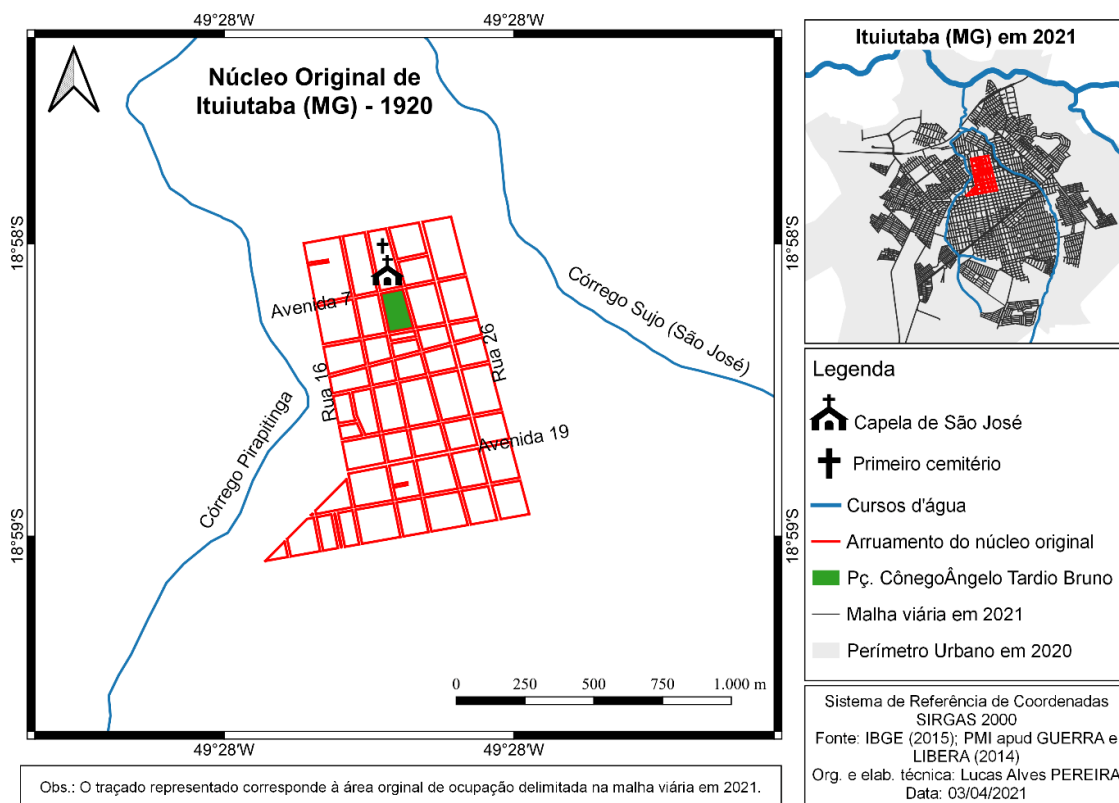 49°28'W
49°28'W
Núcleo Original de
Ituiutaba (MG) - 1920
18°58'S
18°58'S
Avenida 7
Córrego Sujo (São José)
Rua 16
Rua 26
Córrego Pirapitinga
Avenida 19
18°59'S
18°59'S
0 250 500 750 1.000 m
49°28'W
49°28'W
Obs.: O traçado representado corresponde à área orginal de ocupação delimitada na malha viária em 2021.
Ituiutaba (MG) em 2021
Legenda
Capela de São José
Primeiro cemitério
Cursos d'água
Arruamento do núcleo original
Pç. CônegoÂngelo Tardio Bruno
Malha viária em 2021
Perímetro Urbano em 2020
Sistema de Referência de Coordenadas
SIRGAS 2000
Fonte: IBGE (2015); PMI apud GUERRA e
LIBERA (2014)
Org. e elab. técnica: Lucas Alves PEREIRA
Data: 03/04/2021